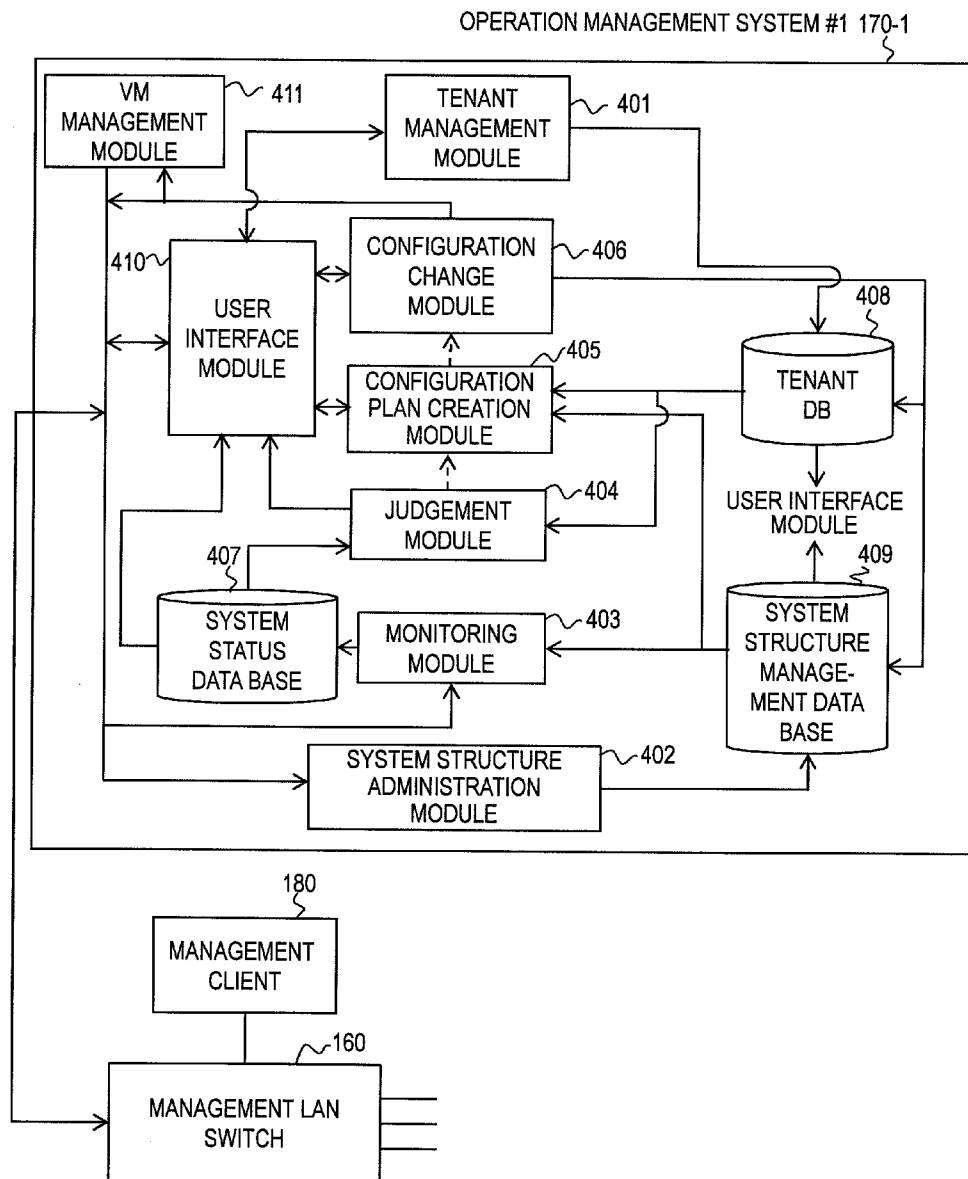 OPERATION MANAGEMENT SYSTEM #1 170-1
VM
MANAGEMENT
MODULE
411
TENANT
MANAGEMENT
MODULE
401
410
USER
INTERFACE
MODULE
CONFIGURATION
CHANGE
MODULE
406
408
TENANT
DB
405
CONFIGURATION
PLAN CREATION
MODULE
404
JUDGEMENT
MODULE
USER INTERFACE
MODULE
407
SYSTEM
STATUS
DATA BASE
403
MONITORING
MODULE
409
SYSTEM
STRUCTURE
MANAGE-
MENT DATA
BASE
SYSTEM STRUCTURE
ADMINISTRATION
MODULE
402
180
MANAGEMENT
CLIENT
160
MANAGEMENT LAN
SWITCH